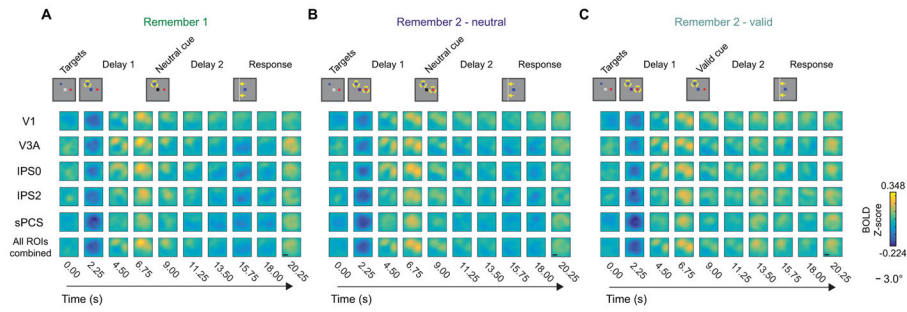 A
Remember 1
B
Remember 2 - neutral
C
Remember 2 - valid
Targets
Delay 1
Neutral cue
Delay 2
Response
Targets
Delay 1
Neutral cue
Delay 2
Response
Targets
Delay 1
Valid cue
Delay 2
Response
V1
V3A
IPS0
IPS2
sPCS
All ROIs
combined
0.00 2.25 4.50 6.75 9.00 11.25 13.50 15.75 18.00 20.25
Time (s)
0.00 2.25 4.50 6.75 9.00 11.25 13.50 15.75 18.00 20.25
Time (s)
0.00 2.25 4.50 6.75 9.00 11.25 13.50 15.75 18.00 20.25
Time (s)
0.348
BOLD
Z-score
-0.224
3.0°